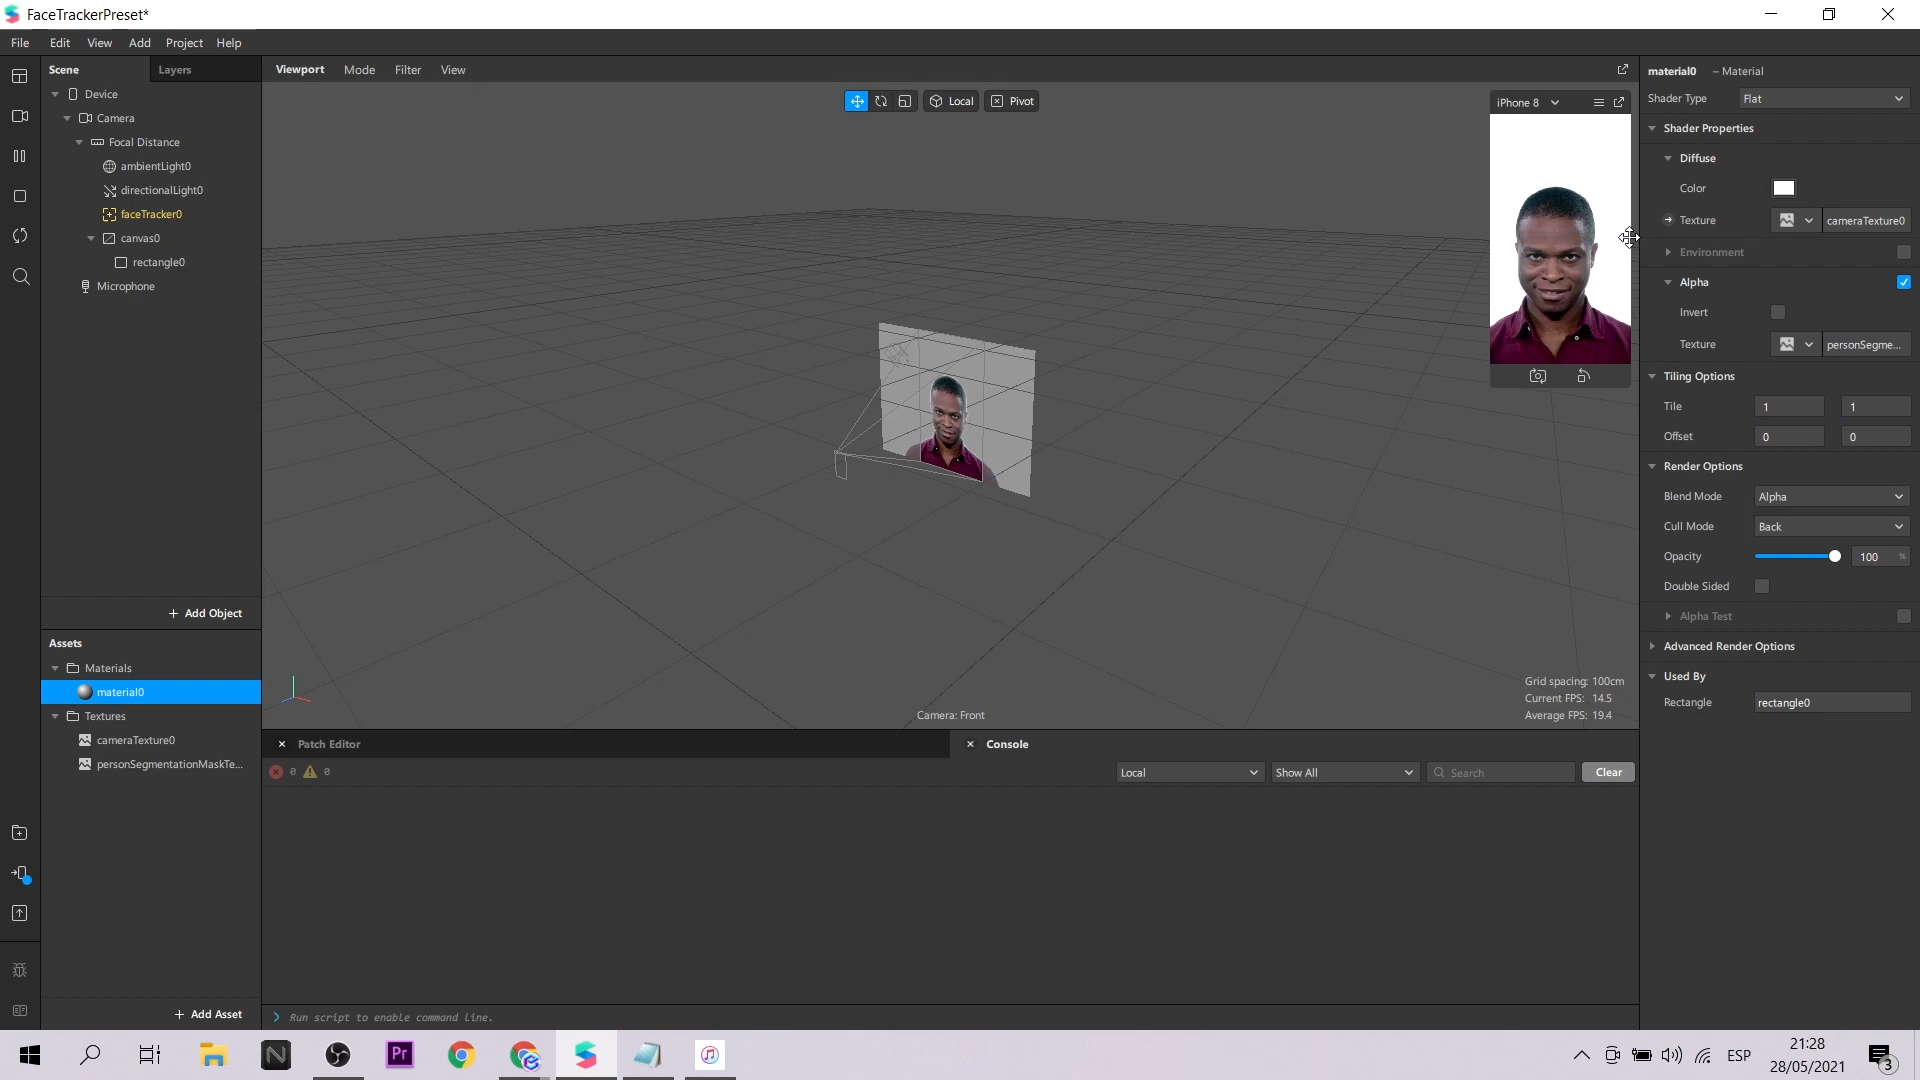 FaceTrackerPreset*
File Edit View Add Project Help
Scene Layers
Device
Camera
Focal Distance
ambientLight0
directionalLight0
faceTracker0
canvas0
rectangle0
Microphone
+ Add Object
Assets
Materials
material0
Textures
cameraTexture0
personSegmentationMaskTe...
+ Add Asset
Viewport Mode Filter View
Local Pivot
iPhone 8
Grid spacing: 100cm
Current FPS: 14.5
Average FPS: 19.4
Camera: Front
Patch Editor
Console
0 0
Local Show All Search Clear
Run script to enable command line.
material0 – Material
Shader Type Flat
Shader Properties
Diffuse
Color
Texture cameraTexture0
Environment
Alpha
Invert
Texture personSegme...
Tiling Options
Tile 1 1
Offset 0 0
Render Options
Blend Mode Alpha
Cull Mode Back
Opacity 100 %
Double Sided
Alpha Test
Advanced Render Options
Used By
Rectangle rectangle0
Pr
ESP
21:28
28/05/2021
3